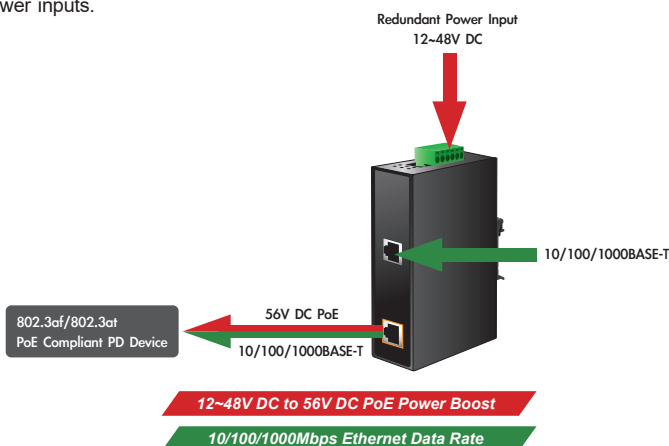 wer inputs.
Redundant Power Input
12~48V DC
10/100/1000BASE-T
56V DC PoE
802.3af/802.3at
PoE Compliant PD Device
10/100/1000BASE-T
12~48V DC to 56V DC PoE Power Boost
10/100/1000Mbps Ethernet Data Rate